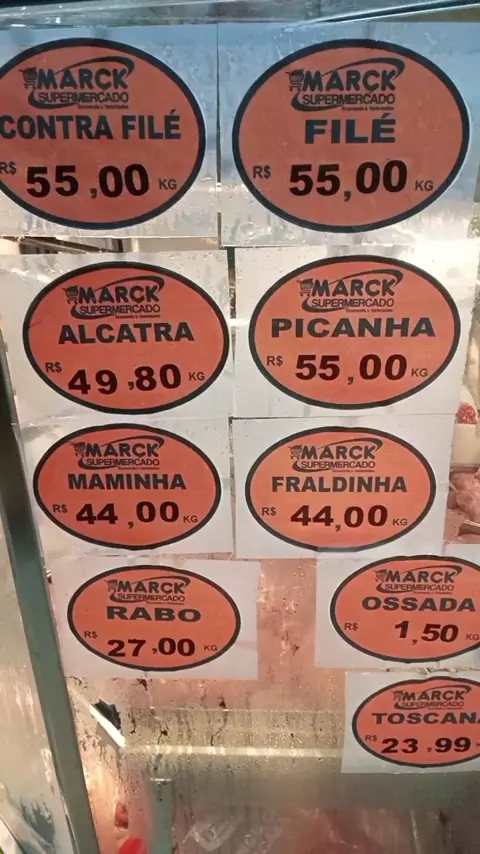 MARCK
SUPERMERCADO
CONTRA FILÉ
R$ 55,00 KG
MARCK
SUPERMERCADO
FILÉ
R$ 55,00 KG
MARCK
SUPERMERCADO
ALCATRA
R$ 49,80 KG
MARCK
SUPERMERCADO
PICANHA
R$ 55,00 KG
MARCK
SUPERMERCADO
MAMINHA
R$ 44,00 KG
MARCK
SUPERMERCADO
FRALDINHA
R$ 44,00 KG
MARCK
SUPERMERCADO
RABO
R$ 27,00 KG
MARCK
SUPERMERCADO
OSSADA
R$ 1,50 KG
MARCK
SUPERMERCADO
TOSCAN
R$ 23,99 KG